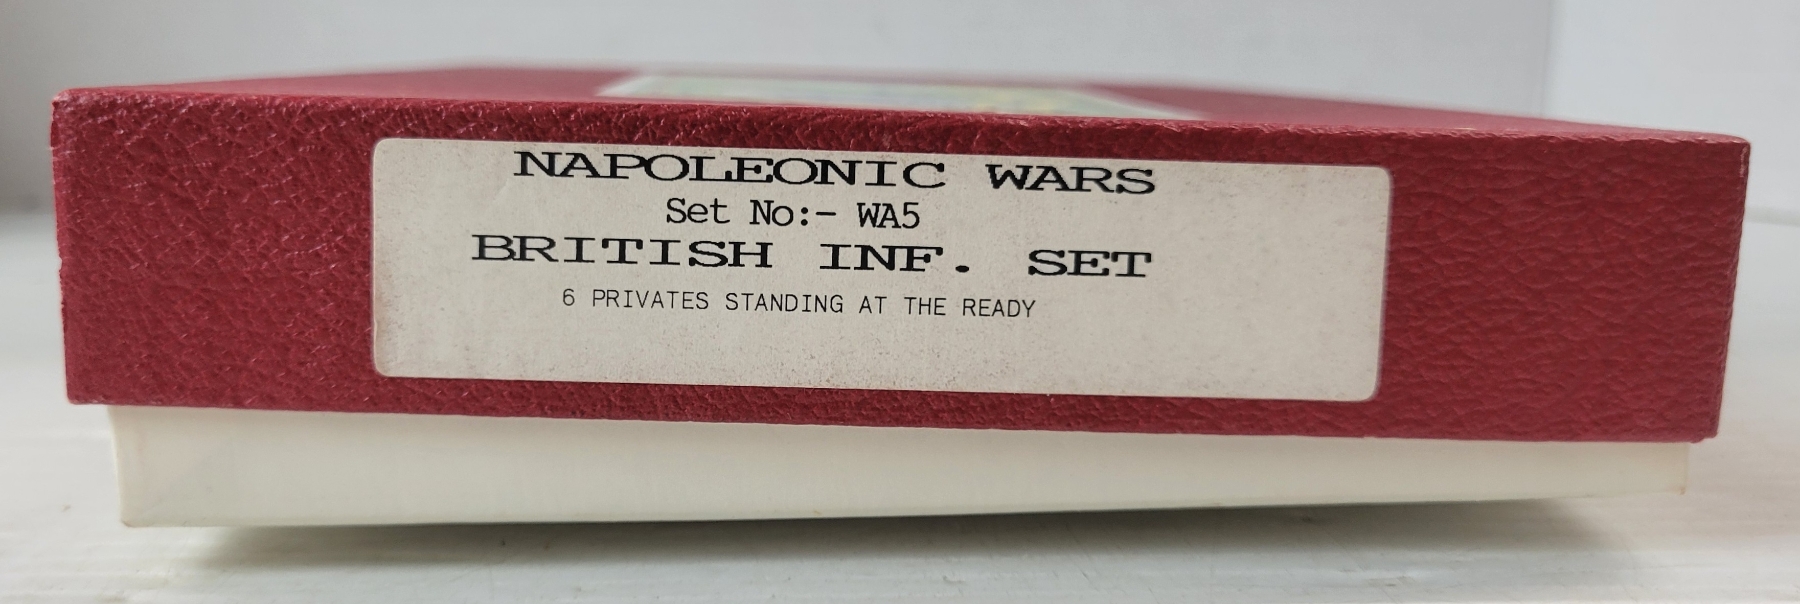 NAPOLEONIC WARS
Set No:- WA5
BRITISH INF. SET
6 PRIVATES STANDING AT THE READY